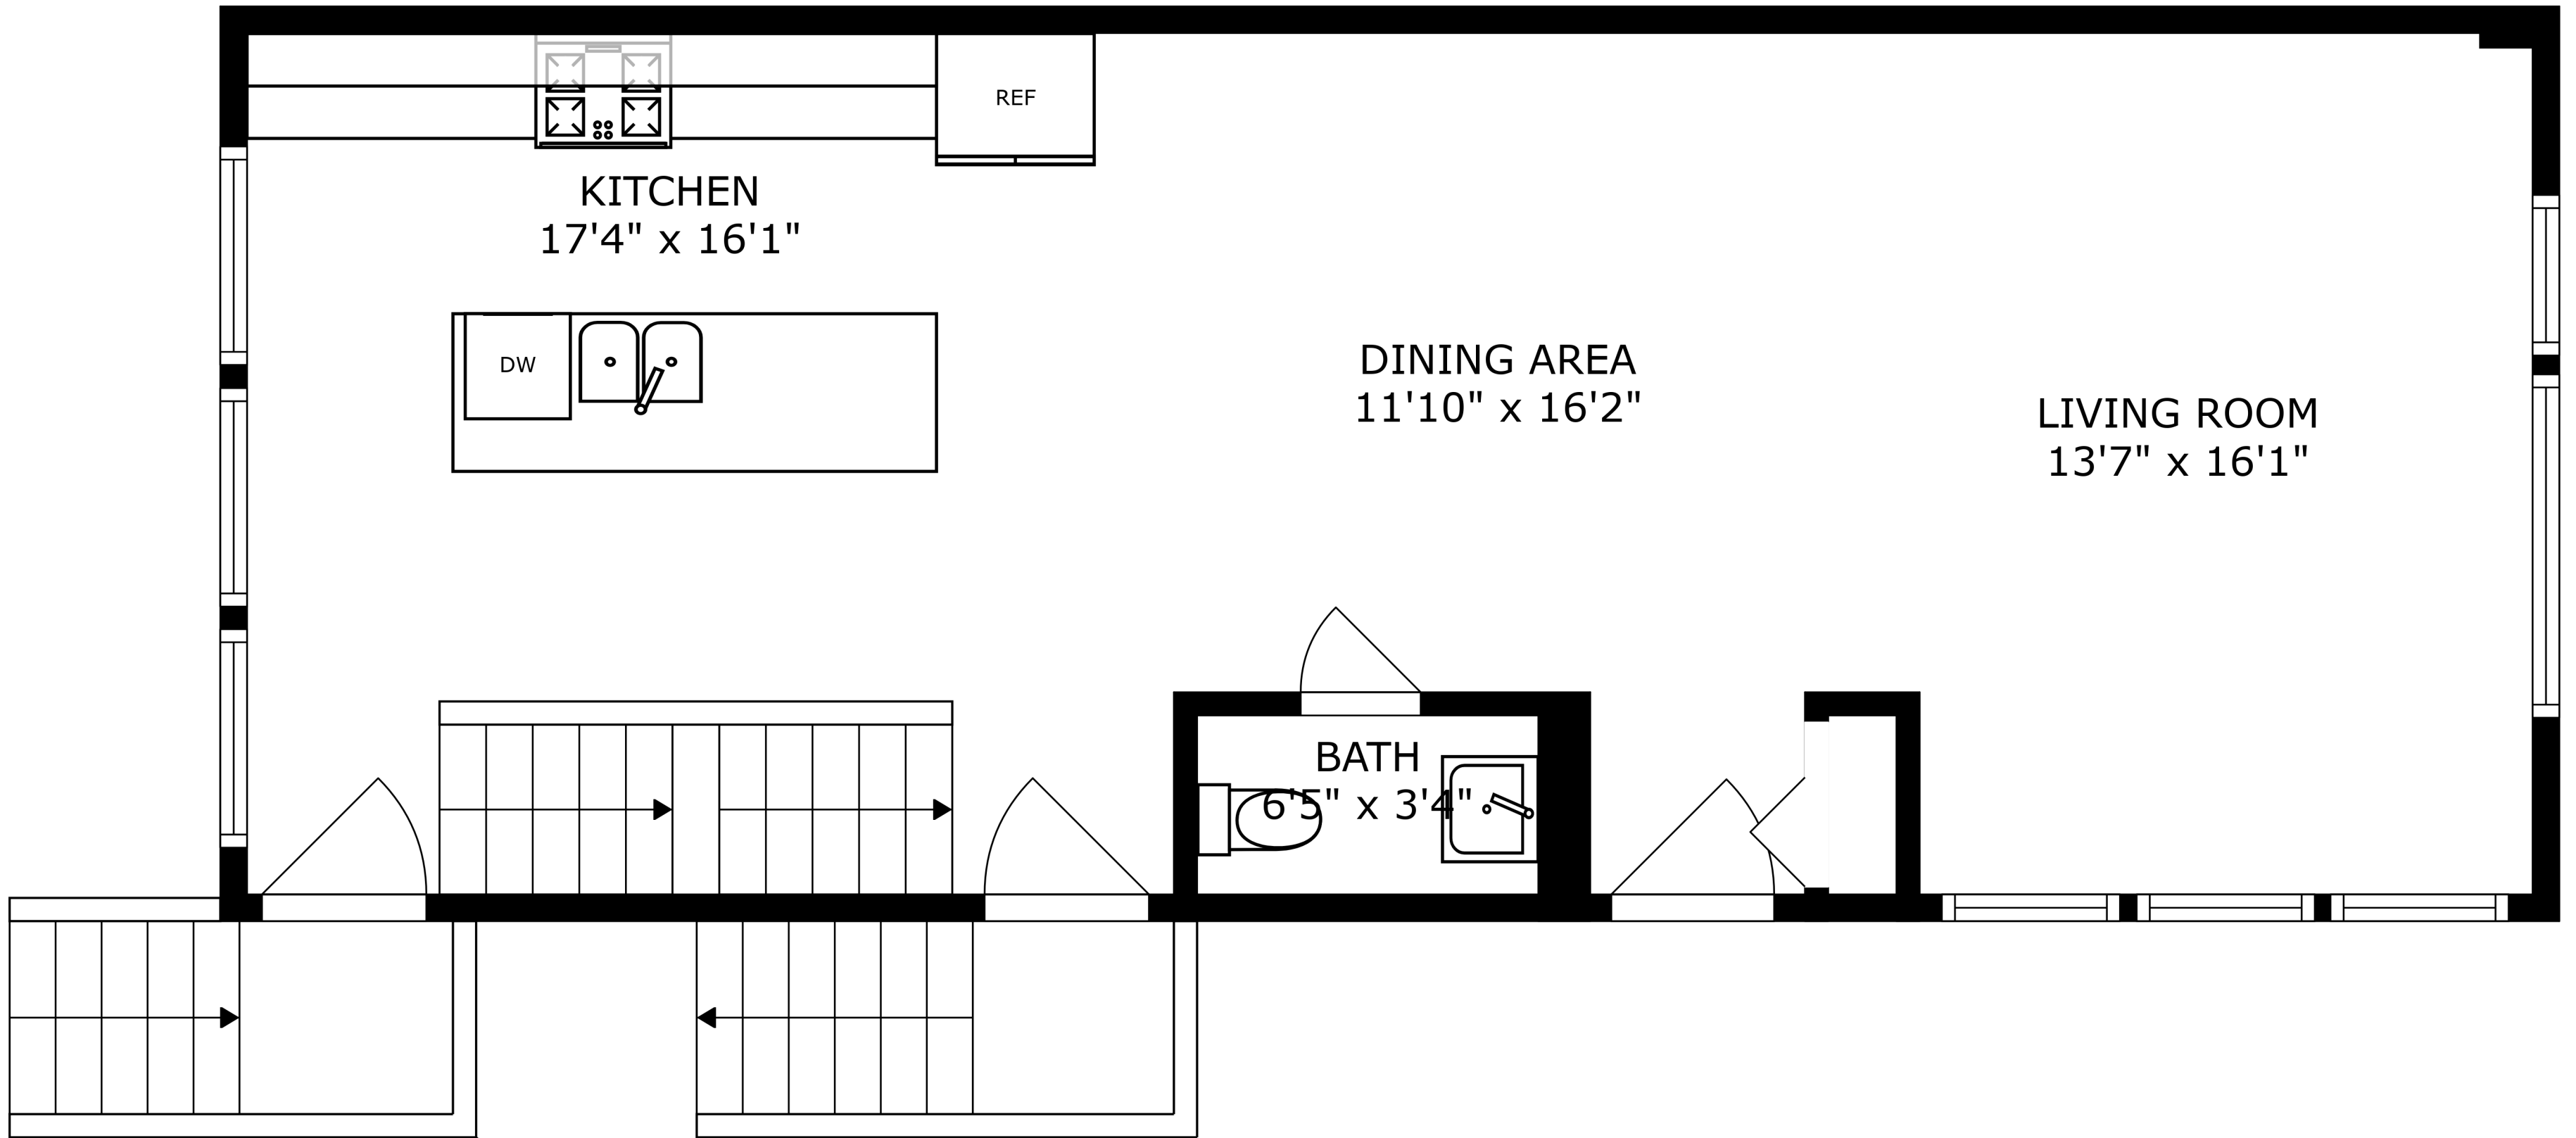 REF
KITCHEN
17'4" x 16'1"
DW
DINING AREA
11'10" x 16'2"
LIVING ROOM
13'7" x 16'1"
BATH
6'5" x 3'4"